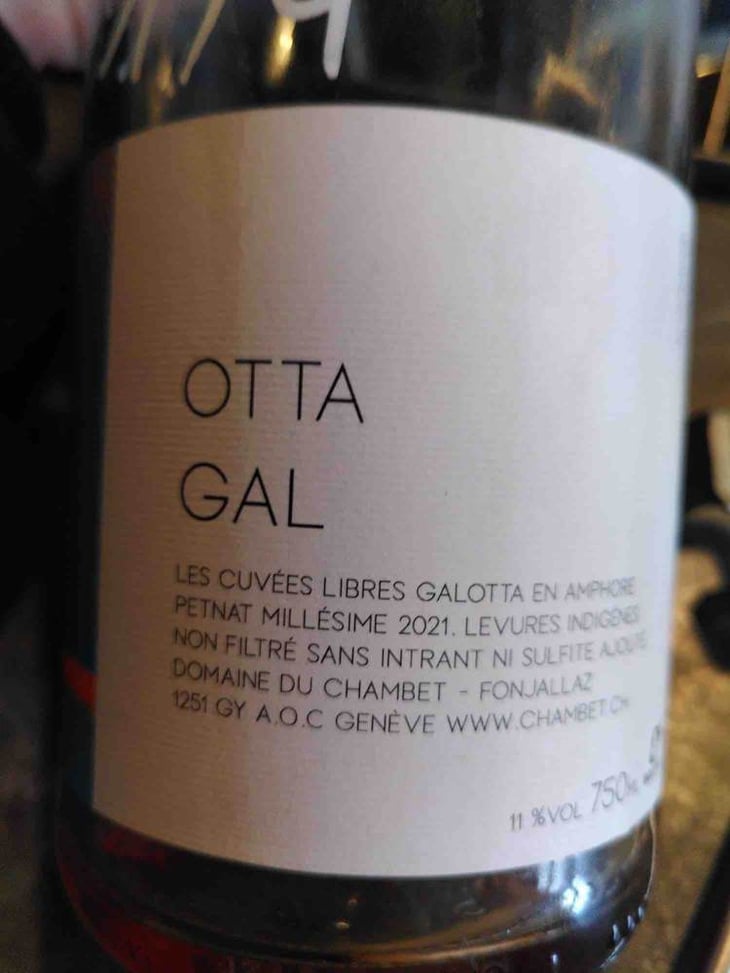 OTTA
GAL
LES CUVÉES LIBRES GALOTTA EN AMPHORE
PETNAT MILLÉSIME 2021. LEVURES INDIGÈNES
NON FILTRÉ SANS INTRANT NI SULFITE AJOUTÉ
DOMAINE DU CHAMBET - FONJALLAZ
1251 GY A.O.C GENÈVE WWW.CHAMBET.CH
11 %VOL 750ML